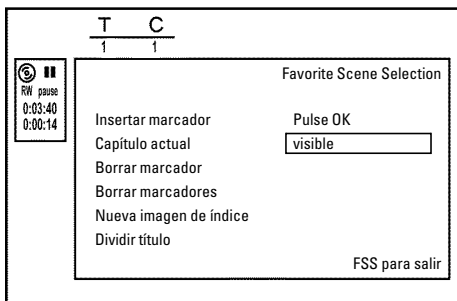 T C
1 1
RW pause
0:03:40
0:00:14
Favorite Scene Selection
Insertar marcador Pulse OK
Capítulo actual visible
Borrar marcador
Borrar marcadores
Nueva imagen de índice
Dividir título
FSS para salir